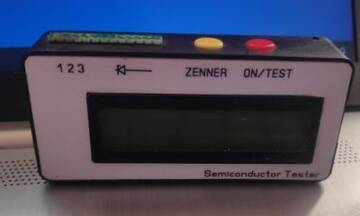 1 2 3 ZENNER ON/TEST
Semiconductor Tester